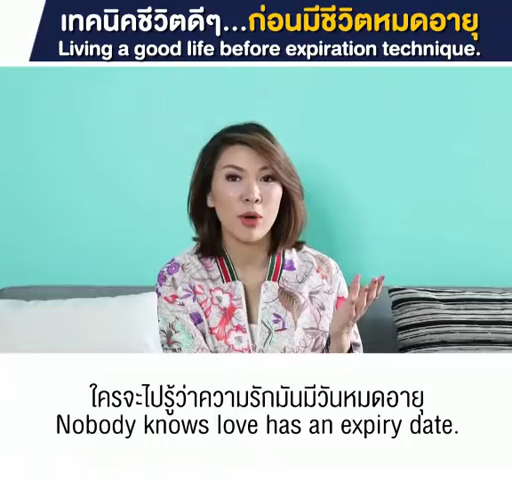 เทคนิคชีวิตดีๆ...ก่อนมีชีวิตหมดอายุ
Living a good life before expiration technique.
ใครจะไปรู้ว่าความรักมันมีวันหมดอายุ
Nobody knows love has an expiry date.